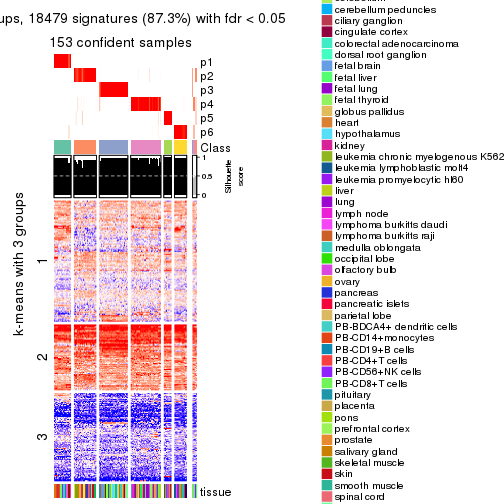 ups, 18479 signatures (87.3%) with fdr < 0.05
153 confident samples
p1
p2
p3
p4
p5
p6
Class
1
0.5
0
Silhouette
score
k-means with 3 groups
1
2
3
tissue
cerebellum peduncles
ciliary ganglion
cingulate cortex
colorectal adenocarcinoma
dorsal root ganglion
fetal brain
fetal liver
fetal lung
fetal thyroid
globus pallidus
heart
hypothalamus
kidney
leukemia chronic myelogenous K562
leukemia lymphoblastic molt4
leukemia promyelocytic hl60
liver
lung
lymph node
lymphoma burkitts daudi
lymphoma burkitts raji
medulla oblongata
occipital lobe
olfactory bulb
ovary
pancreas
pancreatic islets
parietal lobe
PB-BDCA4+ dendritic cells
PB-CD14+monocytes
PB-CD19+B cells
PB-CD4+T cells
PB-CD56+NK cells
PB-CD8+T cells
pituitary
placenta
pons
prefrontal cortex
prostate
salivary gland
skeletal muscle
skin
smooth muscle
spinal cord